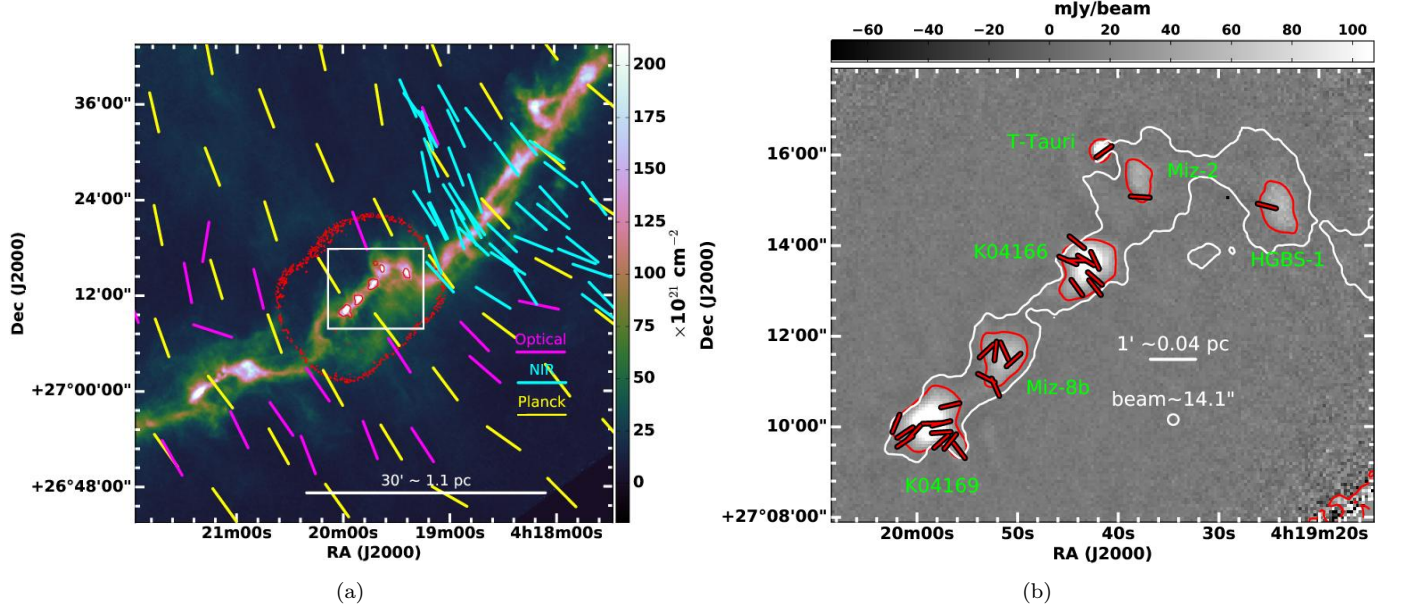 200
175
150
125
100
75
50
25
0
×10²¹ cm⁻²
36'00"
24'00"
12'00"
+27°00'00"
+26°48'00"
Dec (J2000)
Optical
NIR
Planck
30' ~ 1.1 pc
21m00s 20m00s 19m00s 4h18m00s
RA (J2000)
(a)
mJy/beam
−60 −40 −20 0 20 40 60 80 100
16'00"
14'00"
12'00"
10'00"
+27°08'00"
Dec (J2000)
T-Tauri
Miz-2
K04166
HGBS-1
1' ~0.04 pc
Miz-8b
beam~14.1"
K04169
20m00s 50s 40s 30s 4h19m20s
RA (J2000)
(b)